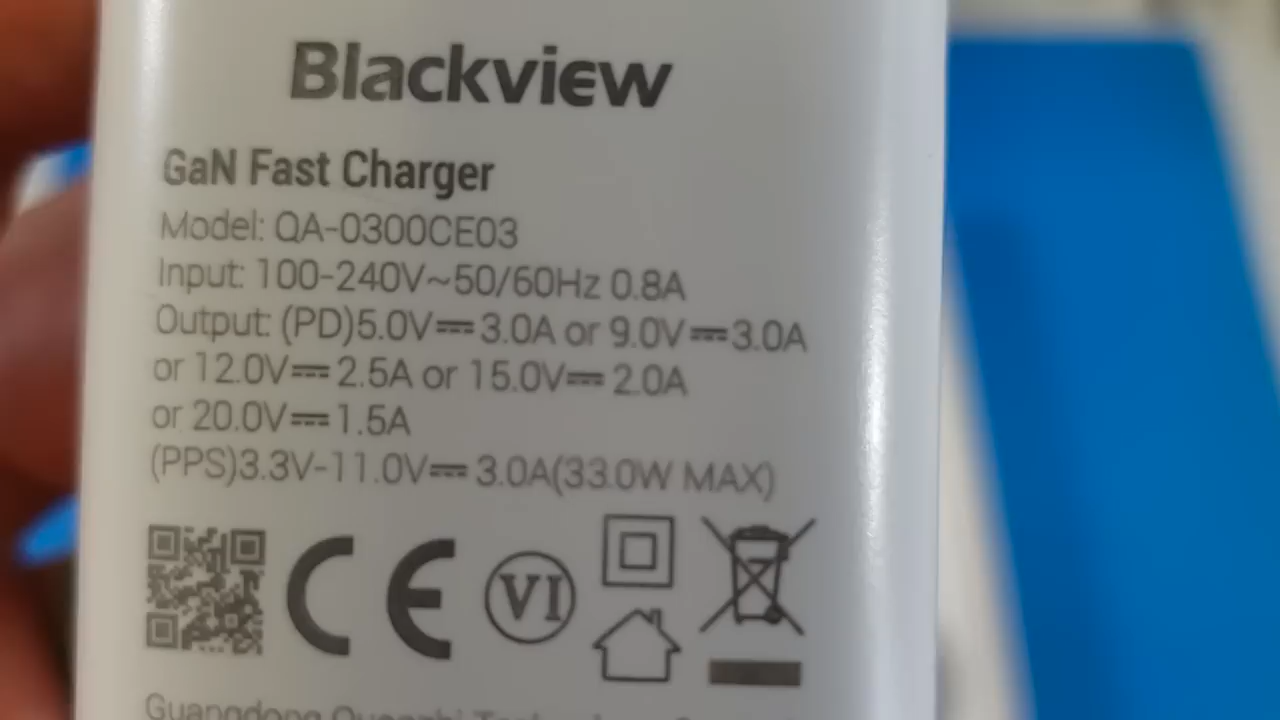 Blackview
GaN Fast Charger
Model: QA-0300CE03
Input: 100-240V~50/60Hz 0.8A
Output: (PD)5.0V⎓3.0A or 9.0V⎓3.0A
or 12.0V⎓2.5A or 15.0V⎓2.0A
or 20.0V⎓1.5A
(PPS)3.3V-11.0V⎓3.0A(33.0W MAX)
CE VI
Guangdong